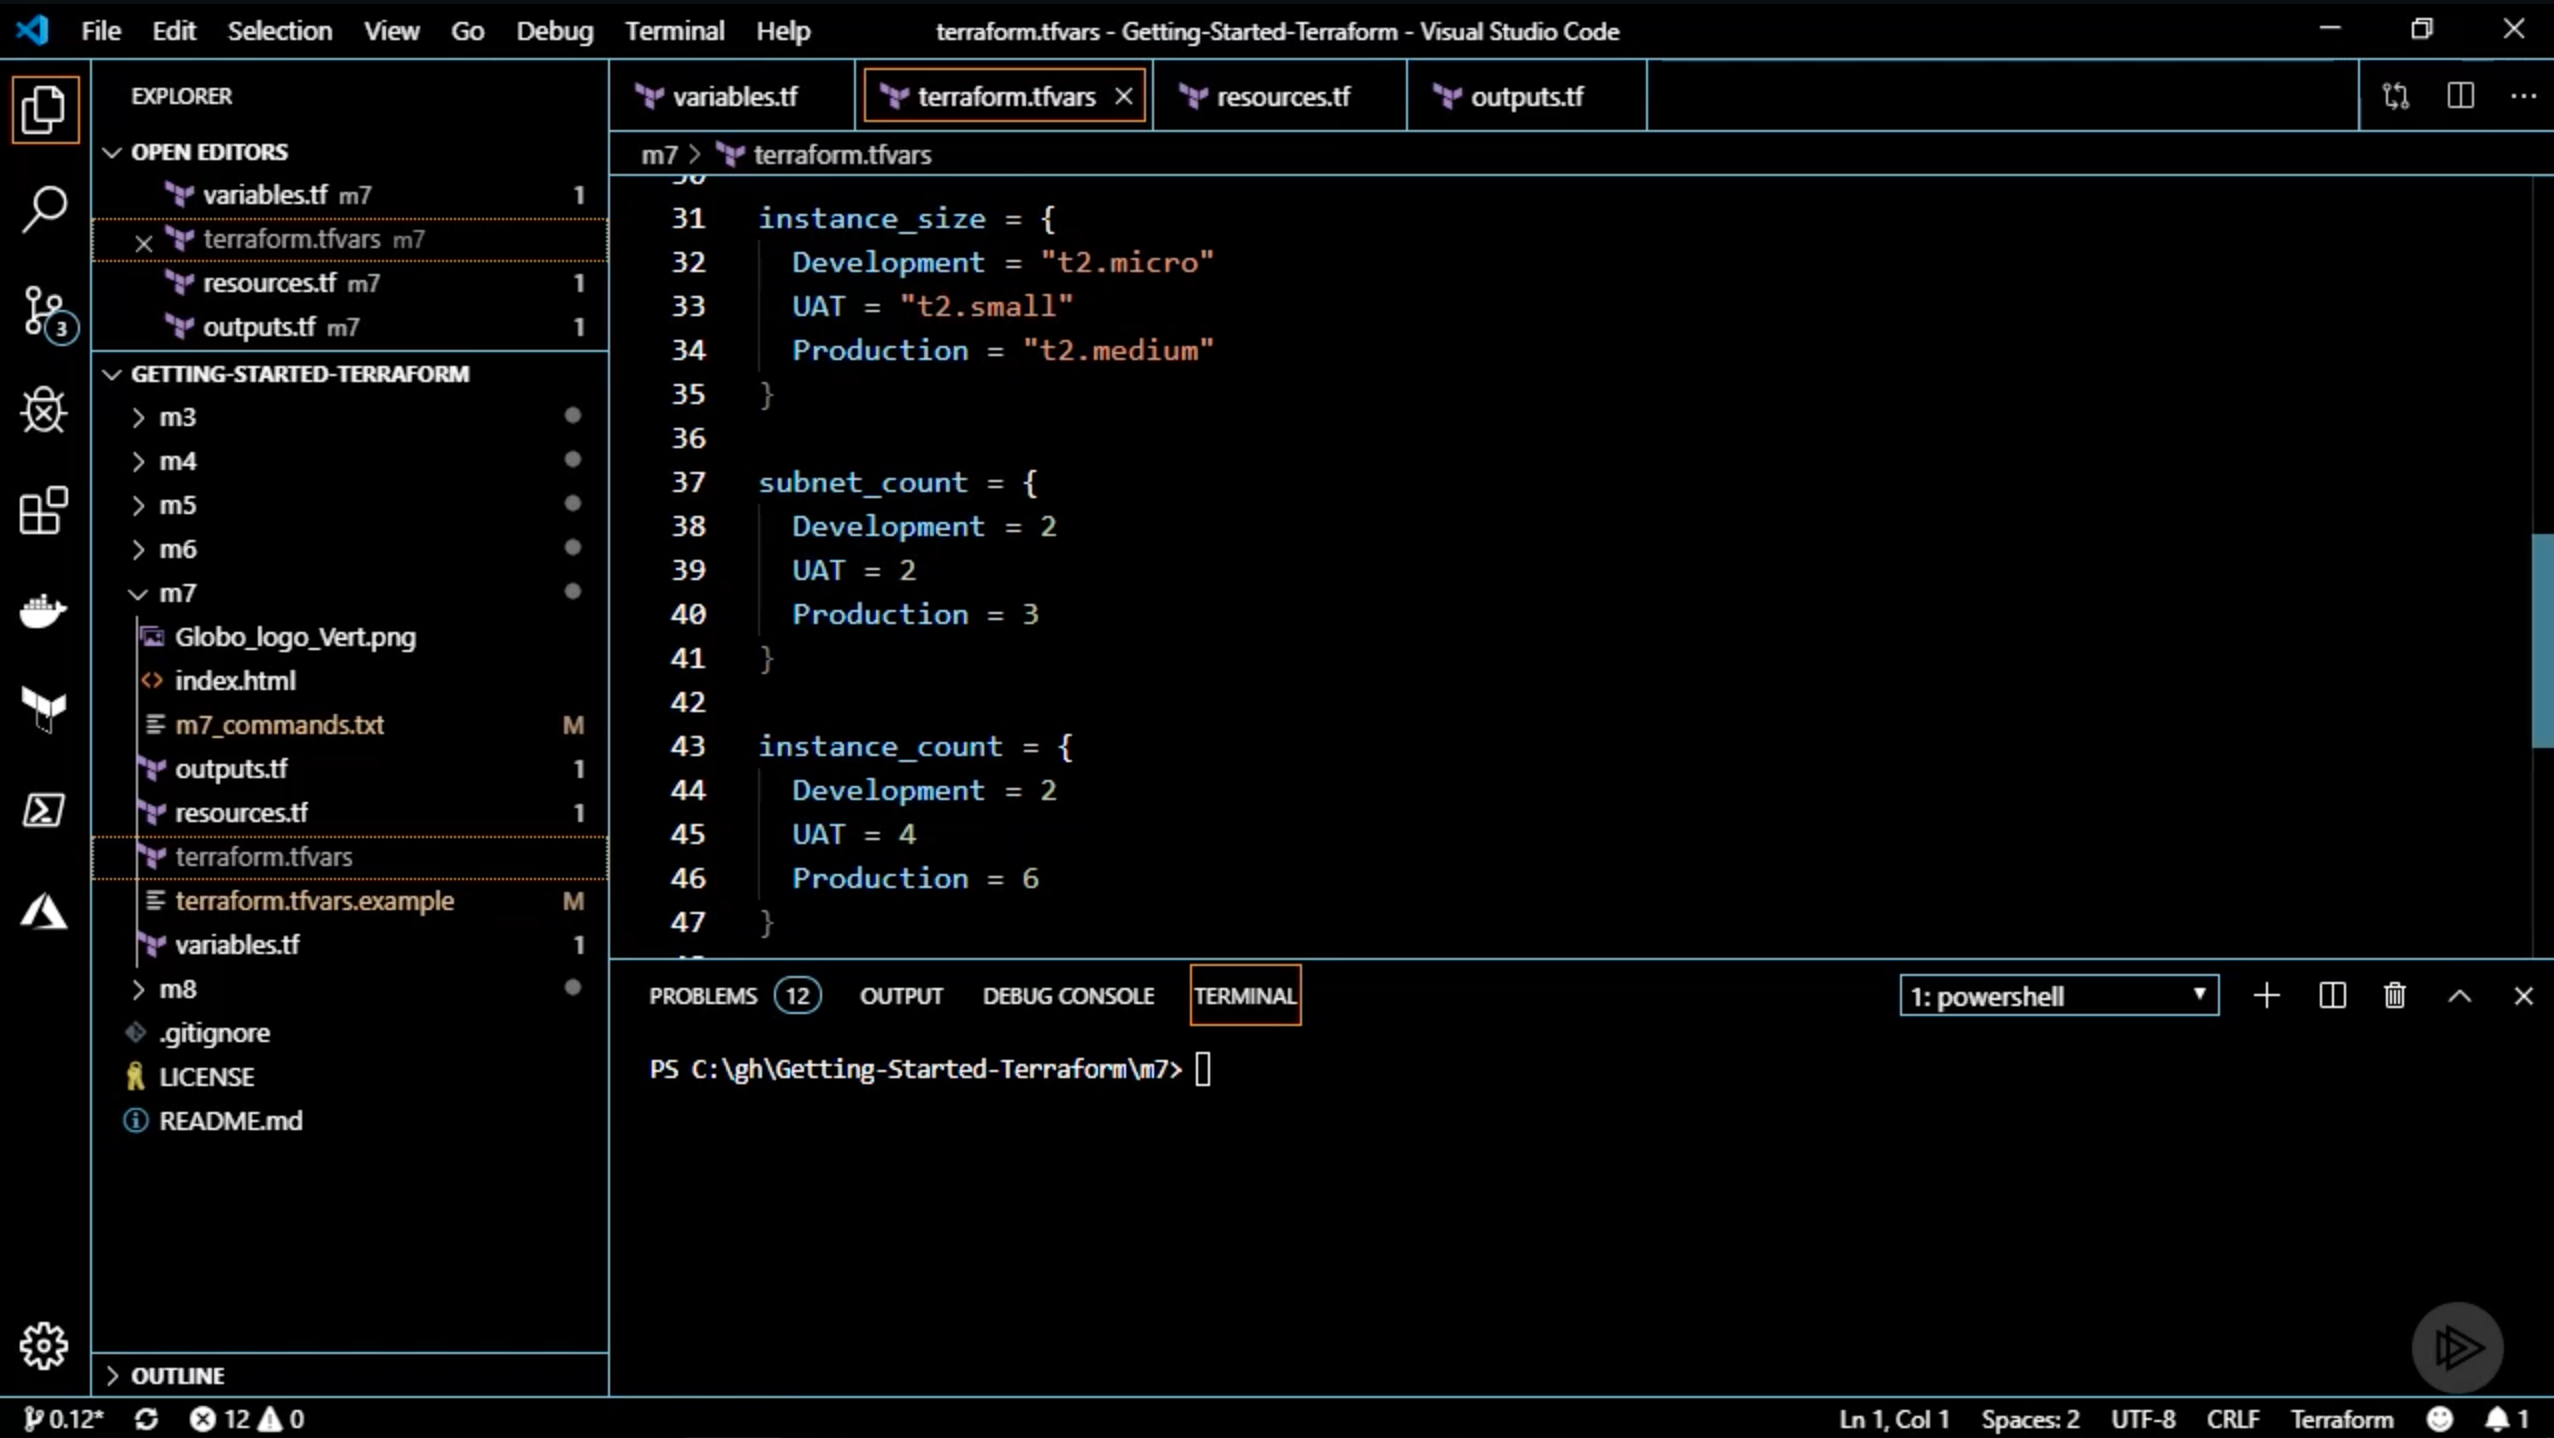 File Edit Selection View Go Debug Terminal Help terraform.tfvars - Getting-Started-Terraform - Visual Studio Code
EXPLORER
OPEN EDITORS
variables.tf m7 1
terraform.tfvars m7
resources.tf m7 1
outputs.tf m7 1
GETTING-STARTED-TERRAFORM
m3
m4
m5
m6
m7
Globo_logo_Vert.png
index.html
m7_commands.txt M
outputs.tf 1
resources.tf 1
terraform.tfvars
terraform.tfvars.example M
variables.tf 1
m8
.gitignore
LICENSE
README.md
OUTLINE
3
variables.tf terraform.tfvars resources.tf outputs.tf
m7 > terraform.tfvars
31 instance_size = {
32 Development = "t2.micro"
33 UAT = "t2.small"
34 Production = "t2.medium"
35 }
36
37 subnet_count = {
38 Development = 2
39 UAT = 2
40 Production = 3
41 }
42
43 instance_count = {
44 Development = 2
45 UAT = 4
46 Production = 6
47 }
PROBLEMS 12 OUTPUT DEBUG CONSOLE TERMINAL 1: powershell
PS C:\gh\Getting-Started-Terraform\m7>
0.12* 12 0 Ln 1, Col 1 Spaces: 2 UTF-8 CRLF Terraform 1